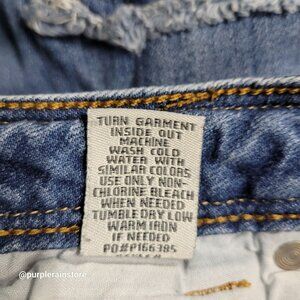 TURN GARMENT
INSIDE OUT
MACHINE
WASH COLD
WATER WITH
SIMILAR COLORS
USE ONLY NON-
CHLORINE BLEACH
WHEN NEEDED
TUMBLE DRY LOW
WARM IRON
IF NEEDED
PO#P166385
@purplerainstore